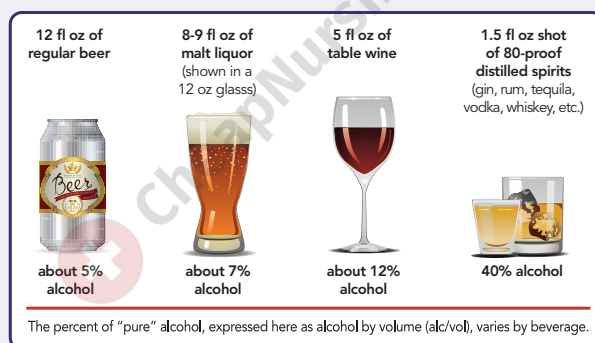 12 fl oz of
regular beer
8-9 fl oz of
malt liquor
(shown in a
12 oz glasss)
5 fl oz of
table wine
1.5 fl oz shot
of 80-proof
distilled spirits
(gin, rum, tequila,
vodka, whiskey, etc.)
Beer
about 5%
alcohol
about 7%
alcohol
about 12%
alcohol
40% alcohol
The percent of “pure” alcohol, expressed here as alcohol by volume (alc/vol), varies by beverage.